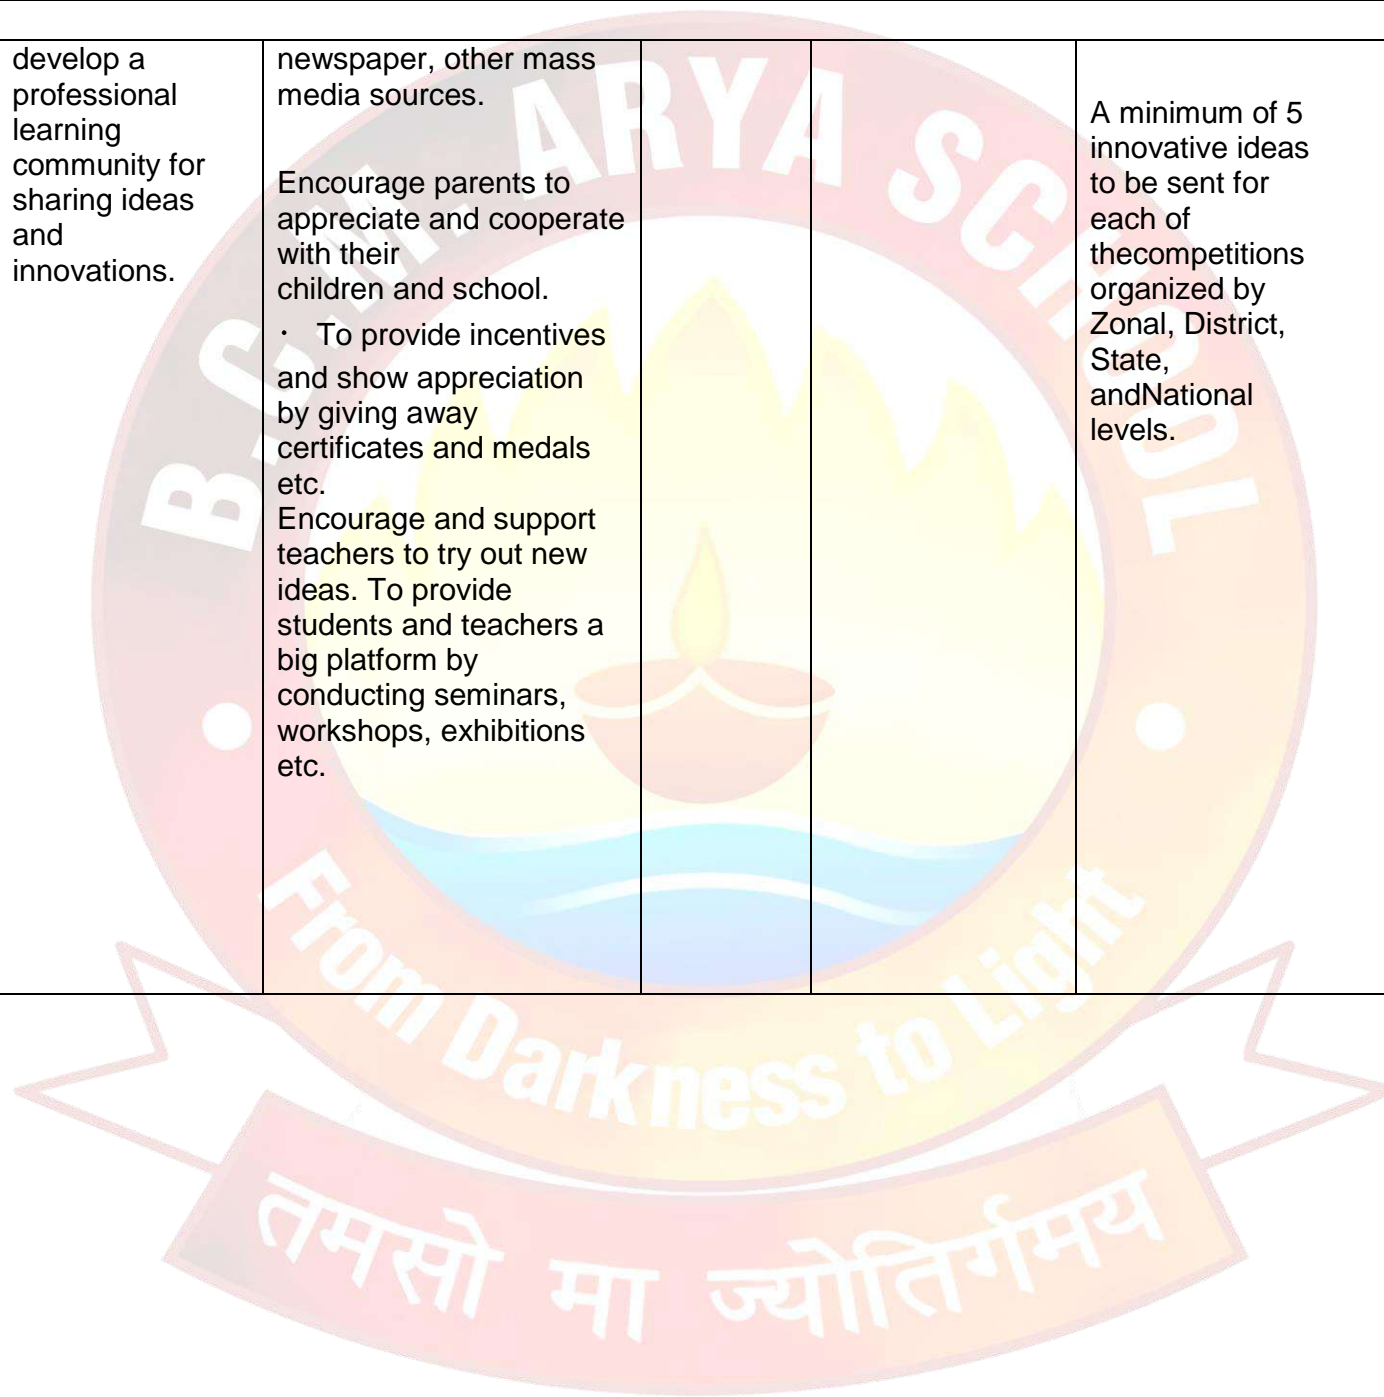 develop a
professional
learning
community for
sharing ideas
and
innovations.
newspaper, other mass
media sources.
Encourage parents to
appreciate and cooperate
with their
children and school.
· To provide incentives
and show appreciation
by giving away
certificates and medals
etc.
Encourage and support
teachers to try out new
ideas. To provide
students and teachers a
big platform by
conducting seminars,
workshops, exhibitions
etc.
A minimum of 5
innovative ideas
to be sent for
each of
thecompetitions
organized by
Zonal, District,
State,
andNational
levels.
B.C.M. ARYA SCHOOL
From Darkness to Light
तमसो मा ज्योतिर्गमय